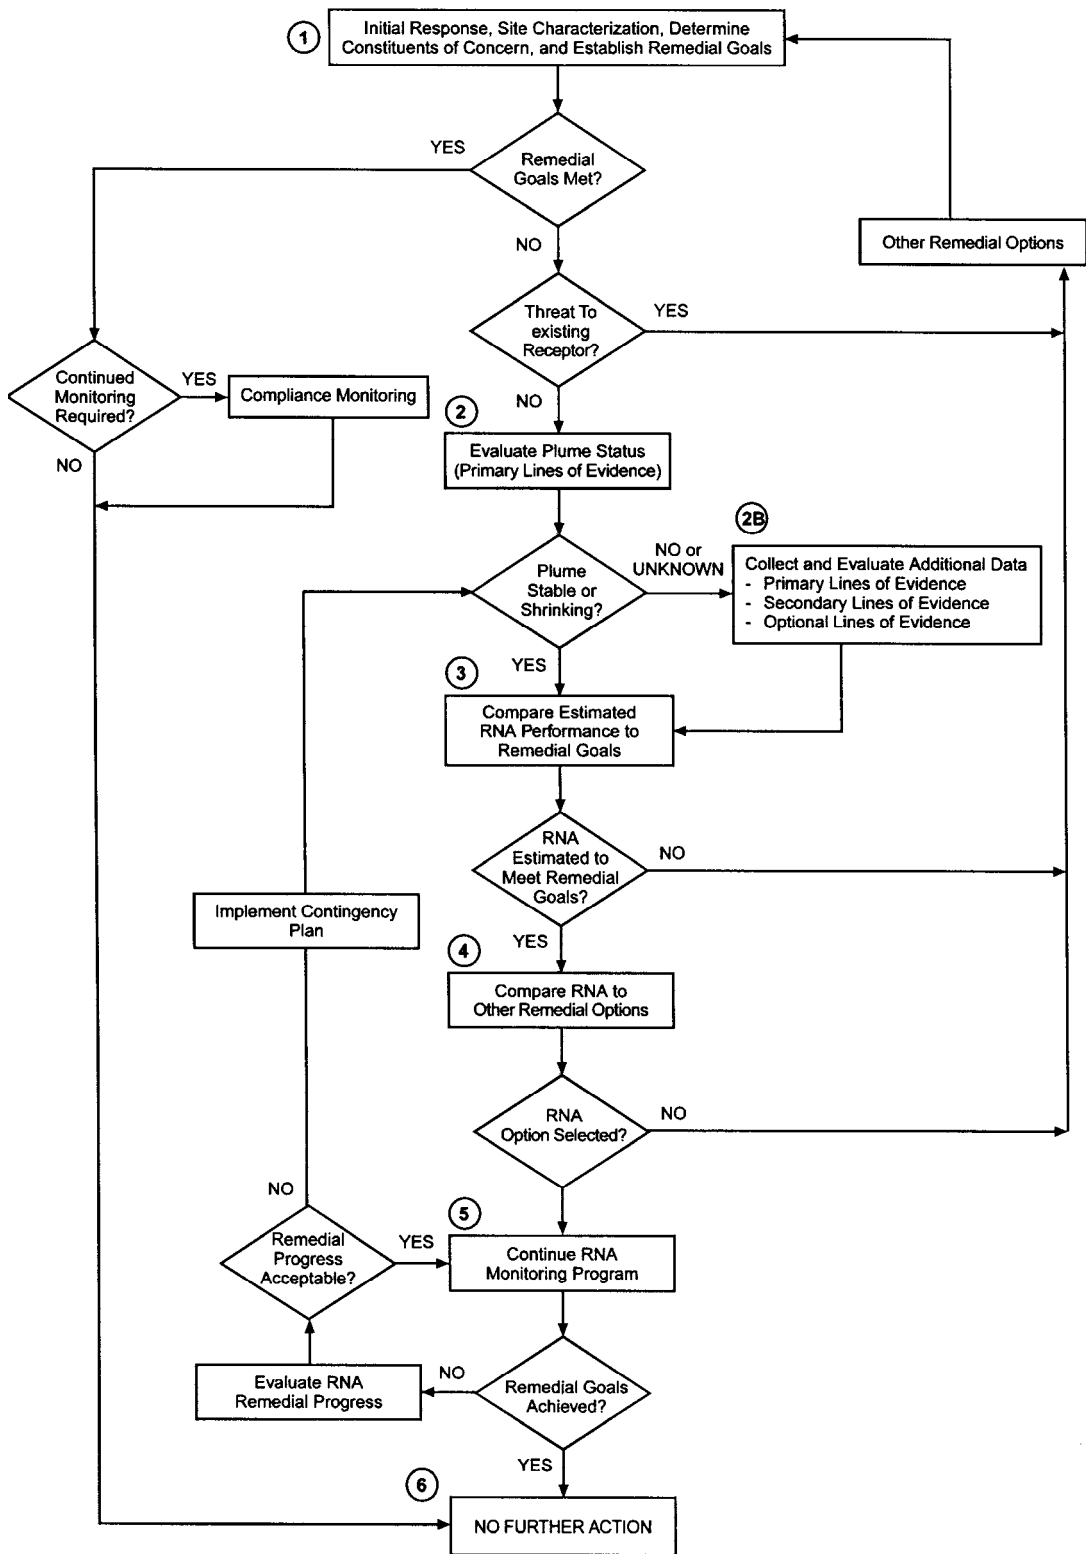 1
Initial Response, Site Characterization, Determine
Constituents of Concern, and Establish Remedial Goals
YES
Remedial
Goals Met?
NO
Other Remedial Options
Threat To
existing
Receptor?
YES
NO
Continued
Monitoring
Required?
YES
Compliance Monitoring
NO
2
Evaluate Plume Status
(Primary Lines of Evidence)
2B
Plume
Stable or
Shrinking?
NO or
UNKNOWN
Collect and Evaluate Additional Data
- Primary Lines of Evidence
- Secondary Lines of Evidence
- Optional Lines of Evidence
YES
3
Compare Estimated
RNA Performance to
Remedial Goals
RNA
Estimated to
Meet Remedial
Goals?
NO
Implement Contingency
Plan
YES
4
Compare RNA to
Other Remedial Options
RNA
Option Selected?
NO
NO
Remedial
Progress
Acceptable?
YES
5
Continue RNA
Monitoring Program
Evaluate RNA
Remedial Progress
NO
Remedial Goals
Achieved?
YES
6
NO FURTHER ACTION